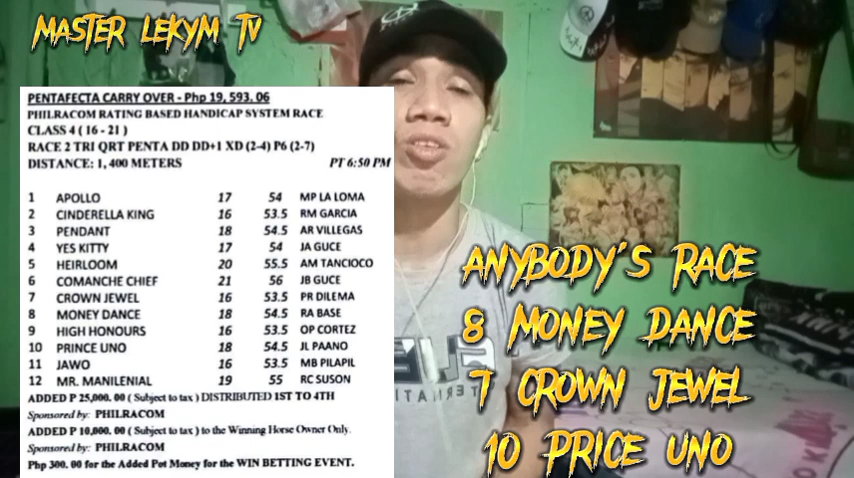 MASTER LEKYM TV
PENTAFECTA CARRY OVER - Php 19, 593. 06
PHILRACOM RATING BASED HANDICAP SYSTEM RACE
CLASS 4 ( 16 - 21 )
RACE 2 TRI QRT PENTA DD DD+1 XD (2-4) P6 (2-7)
DISTANCE: 1, 400 METERS PT 6:50 PM
1 APOLLO 17 54 MP LA LOMA
2 CINDERELLA KING 16 53.5 RM GARCIA
3 PENDANT 18 54.5 AR VILLEGAS
4 YES KITTY 17 54 JA GUCE
5 HEIRLOOM 20 55.5 AM TANCIOCO
6 COMANCHE CHIEF 21 56 JB GUCE
7 CROWN JEWEL 16 53.5 PR DILEMA
8 MONEY DANCE 18 54.5 RA BASE
9 HIGH HONOURS 16 53.5 OP CORTEZ
10 PRINCE UNO 18 54.5 JL PAANO
11 JAWO 16 53.5 MB PILAPIL
12 MR. MANILENIAL 19 55 RC SUSON
ADDED P 25,000. 00 ( Subject to tax ) DISTRIBUTED 1ST TO 4TH
Sponsored by: PHILRACOM
ADDED P 10,000. 00 ( Subject to tax ) to the Winning Horse Owner Only.
Sponsored by: PHILRACOM
Php 300. 00 for the Added Pot Money for the WIN BETTING EVENT.
ANYBODY'S RACE
8 MONEY DANCE
7 CROWN JEWEL
10 PRICE UNO